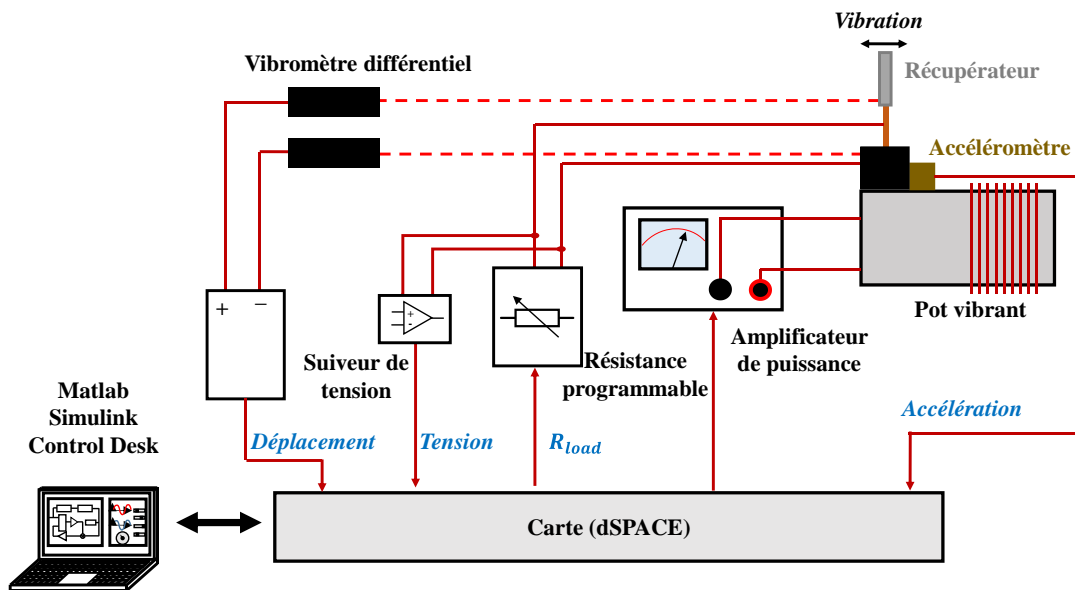 Vibration
Vibromètre différentiel
Récupérateur
Accéléromètre
+ −
+
-
Pot vibrant
Suiveur de
tension
Résistance
programmable
Amplificateur
de puissance
Matlab
Simulink
Control Desk
Déplacement
Tension
R_load
Accélération
Carte (dSPACE)